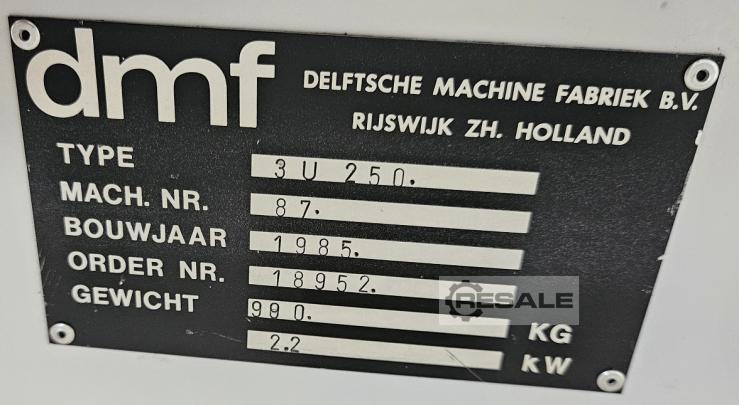 dmf
DELFTSCHE MACHINE FABRIEK B.V.
RIJSWIJK ZH. HOLLAND
TYPE 3 U 250.
MACH. NR. 87.
BOUWJAAR 1985.
ORDER NR. 18952.
GEWICHT 990. KG
2.2 kW
RESALE